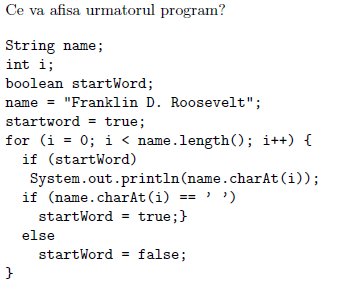 Ce va afisa urmatorul program?
String name;
int i;
boolean startWord;
name = "Franklin D. Roosevelt";
startword = true;
for (i = 0; i < name.length(); i++) {
if (startWord)
System.out.println(name.charAt(i));
if (name.charAt(i) == ' ')
startWord = true;}
else
startWord = false;
}